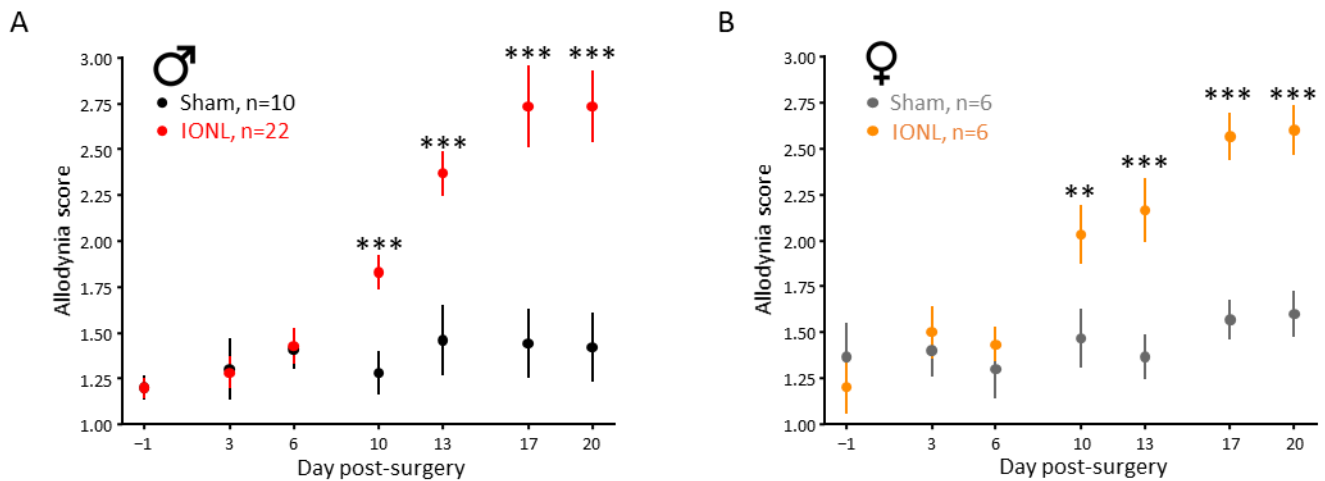 A
3.00
2.75
2.50
2.25
2.00
1.75
1.50
1.25
1.00
Allodynia score
Sham, n=10
IONL, n=22
***
***
***
***
−1 3 6 10 13 17 20
Day post-surgery
B
3.00
2.75
2.50
2.25
2.00
1.75
1.50
1.25
1.00
Allodynia score
Sham, n=6
IONL, n=6
**
***
***
***
−1 3 6 10 13 17 20
Day post-surgery